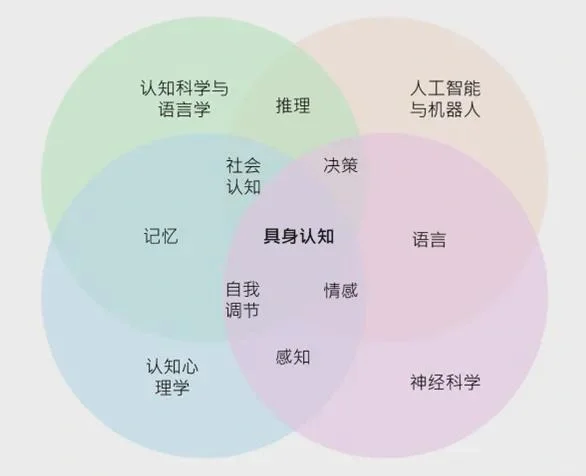 认知科学与
语言学
推理
人工智能
与机器人
社会
认知
决策
记忆
具身认知
语言
自我
调节
情感
感知
认知心
理学
神经科学